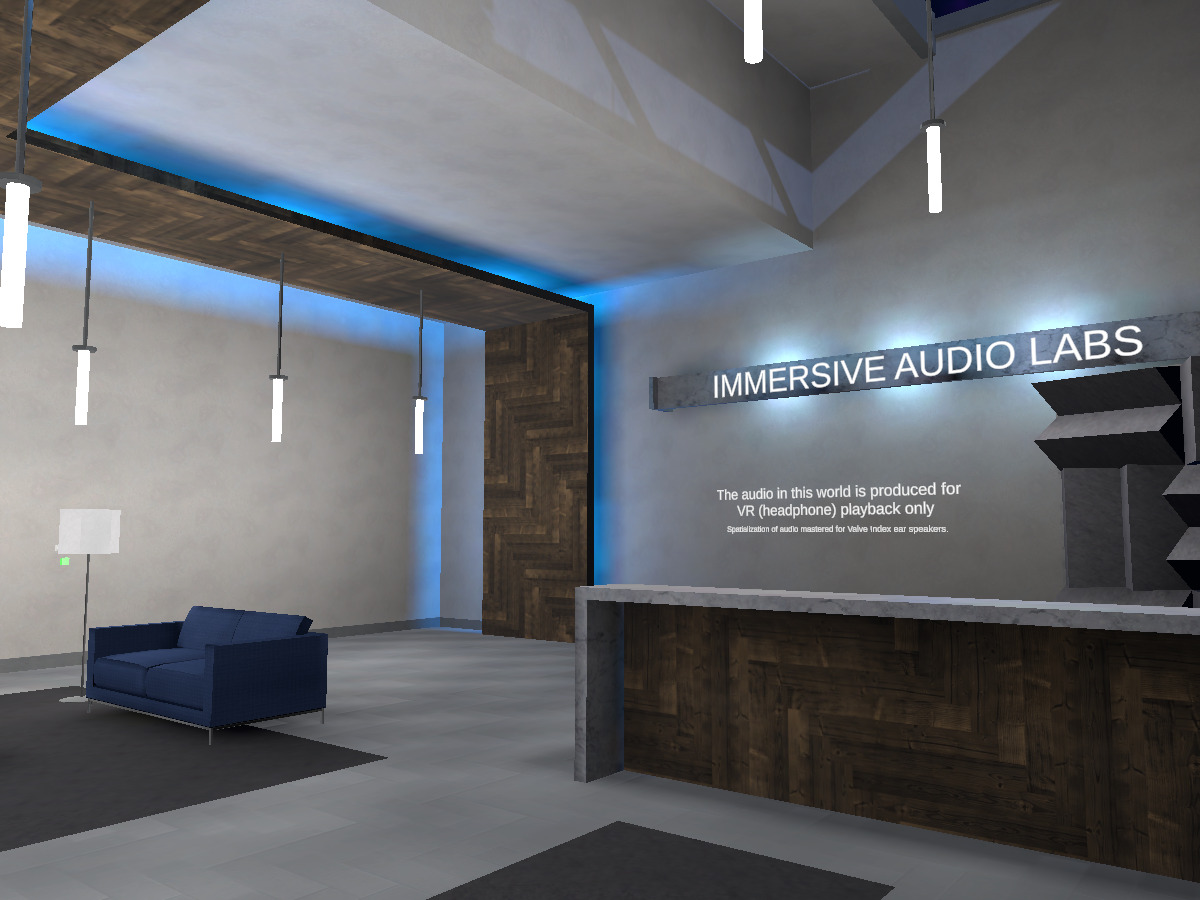 IMMERSIVE AUDIO LABS
The audio in this world is produced for
VR (headphone) playback only
Spatialization of audio mastered for Valve Index ear speakers.